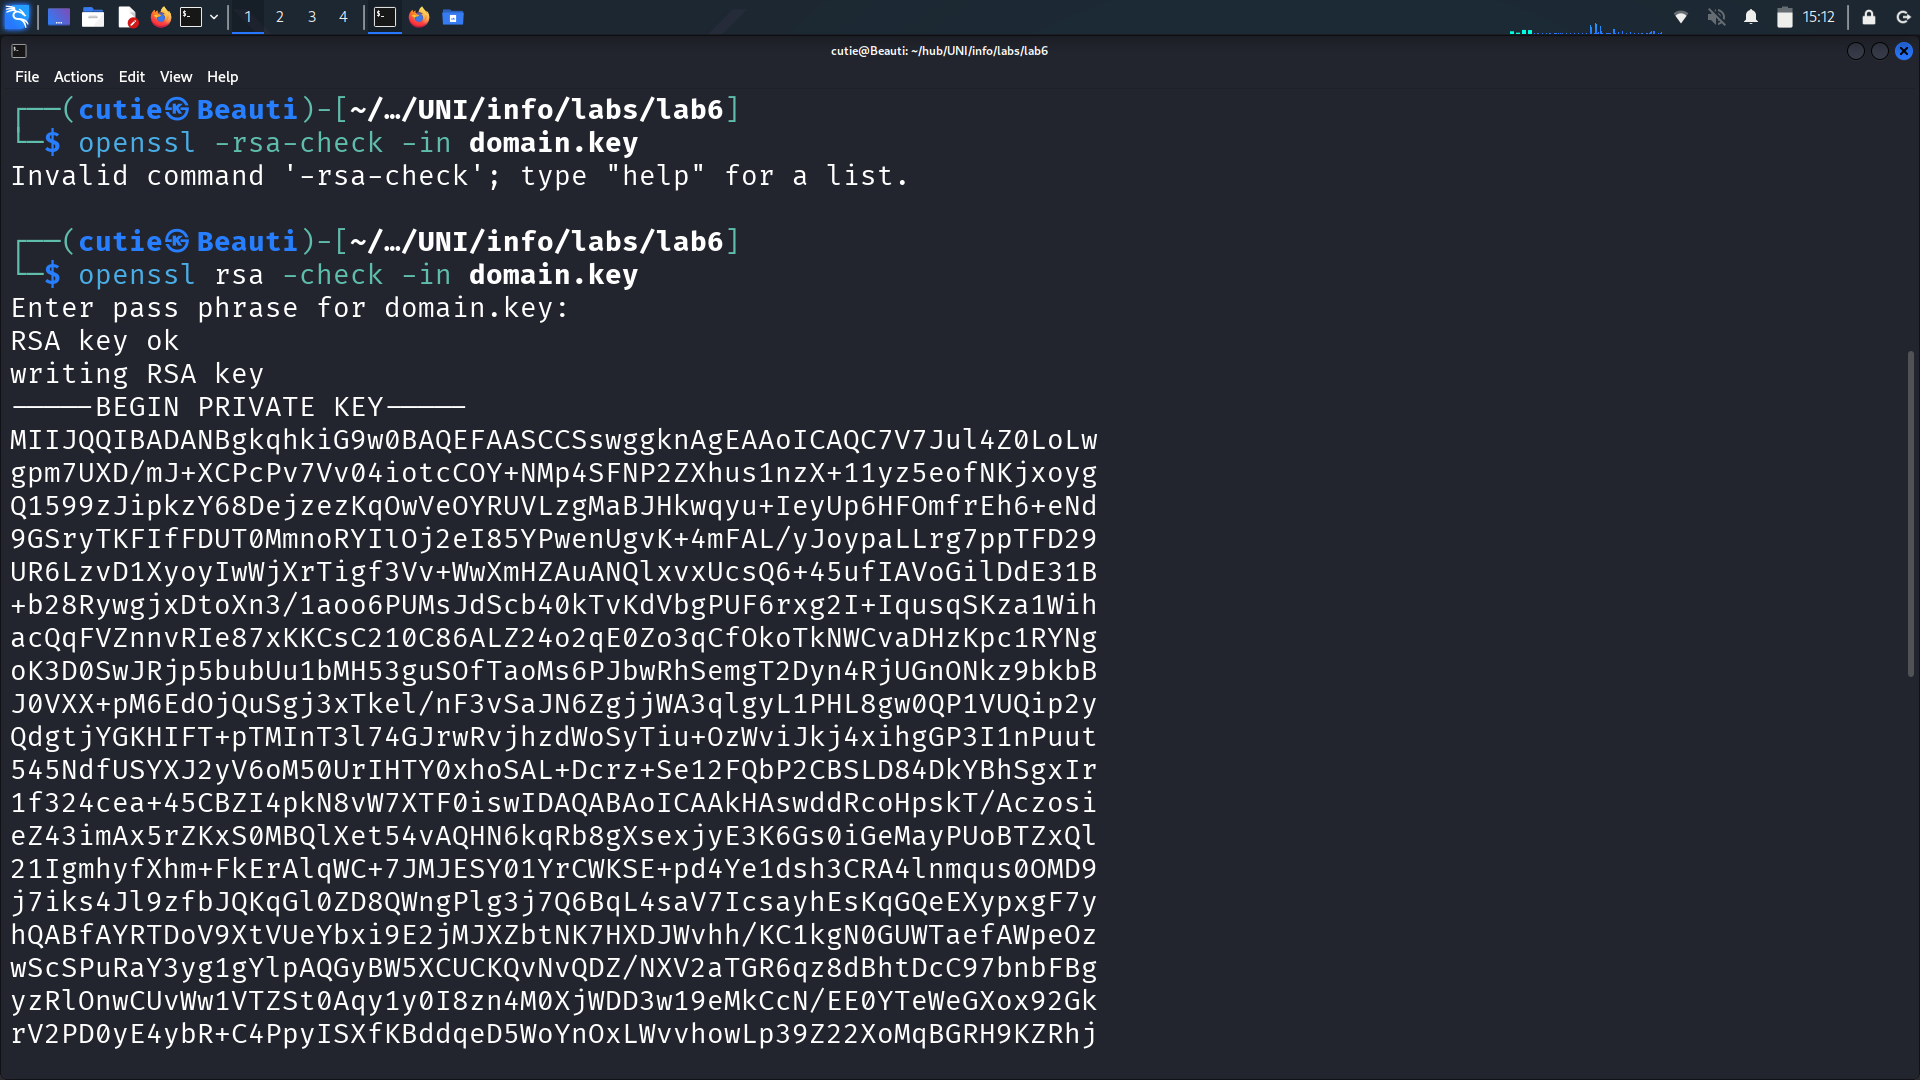 1 2 3 4 15:12
cutie@Beauti: ~/hub/UNI/info/labs/lab6
File Actions Edit View Help
┌──(cutie㉿Beauti)-[~/…/UNI/info/labs/lab6]
└─$ openssl -rsa-check -in domain.key
Invalid command '-rsa-check'; type "help" for a list.
┌──(cutie㉿Beauti)-[~/…/UNI/info/labs/lab6]
└─$ openssl rsa -check -in domain.key
Enter pass phrase for domain.key:
RSA key ok
writing RSA key
-----BEGIN PRIVATE KEY-----
MIIJQQIBADANBgkqhkiG9w0BAQEFAASCCSswggknAgEAAoICAQC7V7Jul4Z0LoLw
gpm7UXD/mJ+XCPcPv7Vv04iotcCOY+NMp4SFNP2ZXhus1nzX+11yz5eofNKjxoyg
Q1599zJipkzY68DejzezKqOwVeOYRUVLzgMaBJHkwqyu+IeyUp6HFOmfrEh6+eNd
9GSryTKFIfFDUT0MmnoRYIlOj2eI85YPwenUgvK+4mFAL/yJoypaLLrg7ppTFD29
UR6LzvD1XyoyIwWjXrTigf3Vv+WwXmHZAuANQlxvxUcsQ6+45ufIAVoGilDdE31B
+b28RywgjxDtoXn3/1aoo6PUMsJdScb40kTvKdVbgPUF6rxg2I+IqusqSKza1Wih
acQqFVZnnvRIe87xKKCsC210C86ALZ24o2qE0Zo3qCfOkoTkNWCvaDHzKpc1RYNg
oK3D0SwJRjp5bubUu1bMH53guSOfTaoMs6PJbwRhSemgT2Dyn4RjUGnONkz9bkbB
J0VXX+pM6EdOjQuSgj3xTkel/nF3vSaJN6ZgjjWA3qlgyL1PHL8gw0QP1VUQip2y
QdgtjYGKHIFT+pTMInT3l74GJrwRvjhzdWoSyTiu+OzWviJkj4xihgGP3I1nPuut
545NdfUSYXJ2yV6oM50UrIHTY0xhoSAL+Dcrz+Se12FQbP2CBSLD84DkYBhSgxIr
1f324cea+45CBZI4pkN8vW7XTF0iswIDAQABAoICAAkHAswddRcoHpskT/Aczosi
eZ43imAx5rZKxS0MBQlXet54vAQHN6kqRb8gXsexjyE3K6Gs0iGeMayPUoBTZxQl
21IgmhyfXhm+FkErAlqWC+7JMJESY01YrCWKSE+pd4Ye1dsh3CRA4lnmqus0OMD9
j7iks4Jl9zfbJQKqGl0ZD8QWngPlg3j7Q6BqL4saV7IcsayhEsKqGQeEXypxgF7y
hQABfAYRTDoV9XtVUeYbxi9E2jMJXZbtNK7HXDJWvhh/KC1kgN0GUWTaefAWpeOz
wScSPuRaY3yg1gYlpAQGyBW5XCUCKQvNvQDZ/NXV2aTGR6qz8dBhtDcC97bnbFBg
yzRlOnwCUvWw1VTZSt0Aqy1y0I8zn4M0XjWDD3w19eMkCcN/EE0YTeWeGXox92Gk
rV2PD0yE4ybR+C4PpyISXfKBddqeD5WoYnOxLWvvhowLp39Z22XoMqBGRH9KZRhj